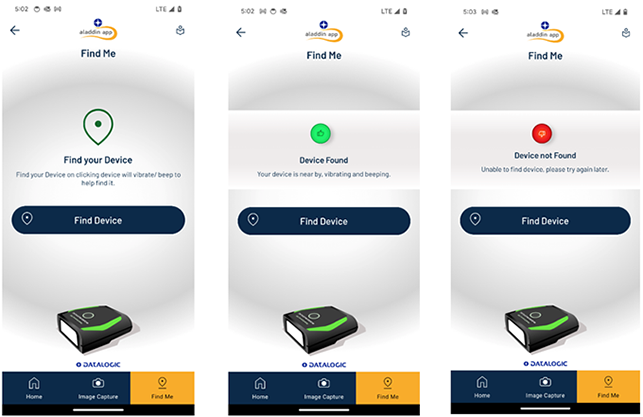 5:02
LTE
aladdin app
Find Me
Find your Device
Find your Device on clicking device will vibrate/ beep to
help find it.
Find Device
DATALOGIC
Home
Image Capture
Find Me
5:02
LTE
aladdin app
Find Me
Device Found
Your device is near by, vibrating and beeping.
Find Device
DATALOGIC
Home
Image Capture
Find Me
5:03
LTE
aladdin app
Find Me
Device not Found
Unable to find device, please try again later.
Find Device
DATALOGIC
Home
Image Capture
Find Me